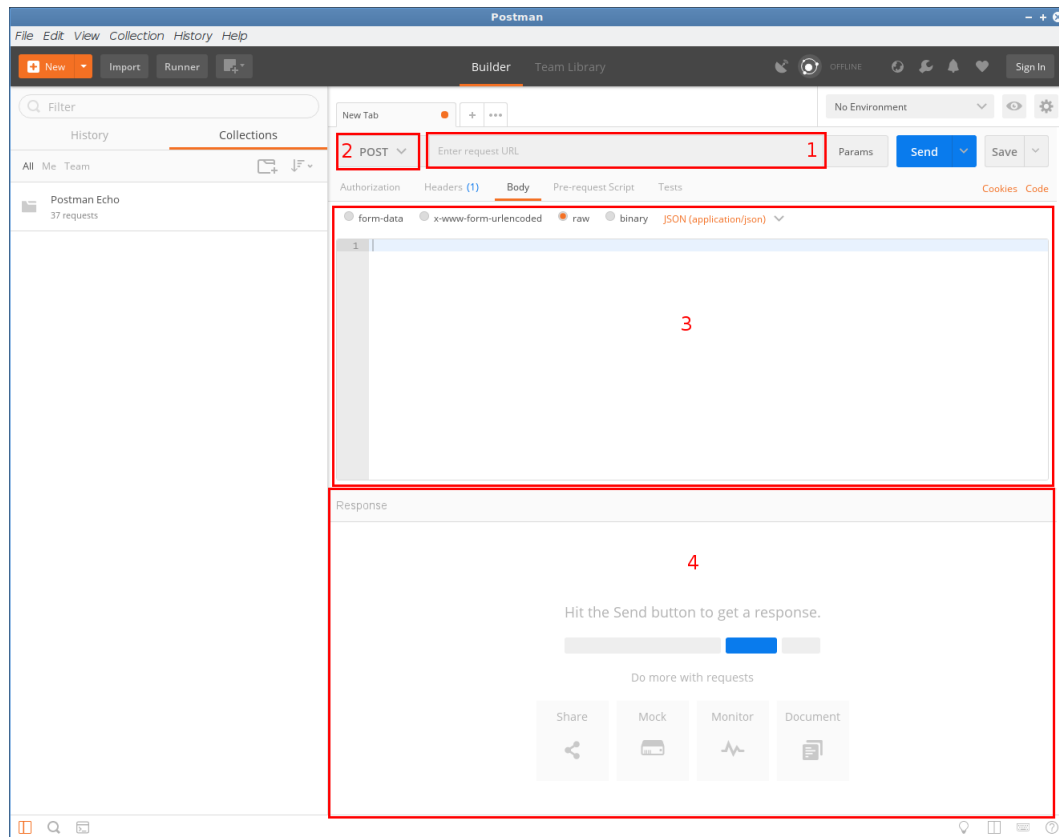 Postman
File Edit View Collection History Help
New Import Runner Builder Team Library OFFLINE Sign In
Filter
History Collections
All Me Team
Postman Echo
37 requests
New Tab + ••• No Environment
2 POST Enter request URL 1 Params Send Save
Authorization Headers (1) Body Pre-request Script Tests Cookies Code
form-data x-www-form-urlencoded raw binary JSON (application/json)
1
3
Response
4
Hit the Send button to get a response.
Do more with requests
Share Mock Monitor Document